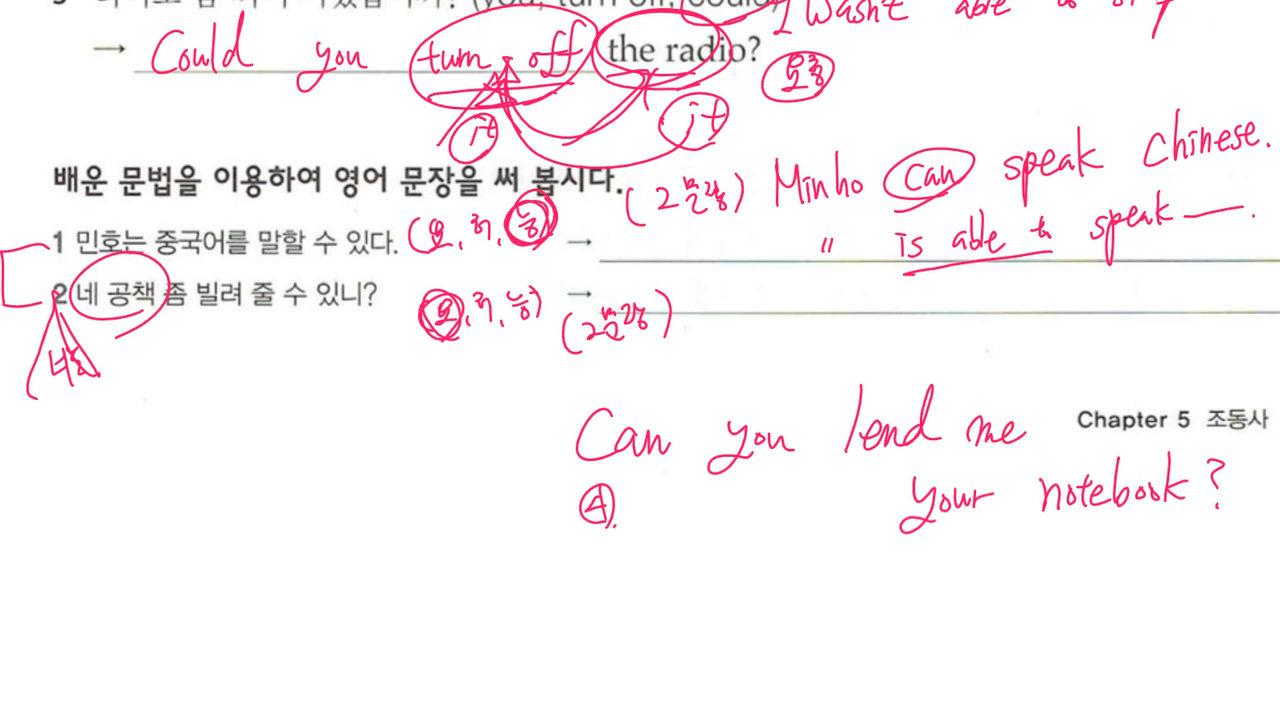 I wasn't able to
→ Could you turn off the radio?
it it
배운 문법을 이용하여 영어 문장을 써 봅시다.
1 민호는 중국어를 말할 수 있다. (요, 허, 능) → (2문장) Minho can speak Chinese.
" is able to speak
2 네 공책 좀 빌려 줄 수 있니? (요, 허, 능) → (2문장)
Can you lend me
your notebook?
④
Chapter 5 조동사